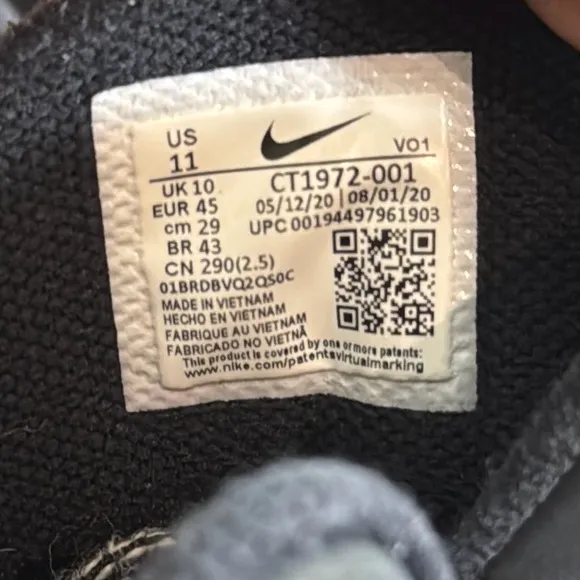 US
11
VO1
UK 10
CT1972-001
EUR 45
05/12/20 | 08/01/20
cm 29
UPC 00194497961903
BR 43
CN 290(2.5)
01BRDBVQ2QS0C
MADE IN VIETNAM
HECHO EN VIETNAM
FABRIQUE AU VIETNAM
FABRICADO NO VIETNÃ
This product is covered by one or more patents:
www.nike.com/patentsvirtualmarking